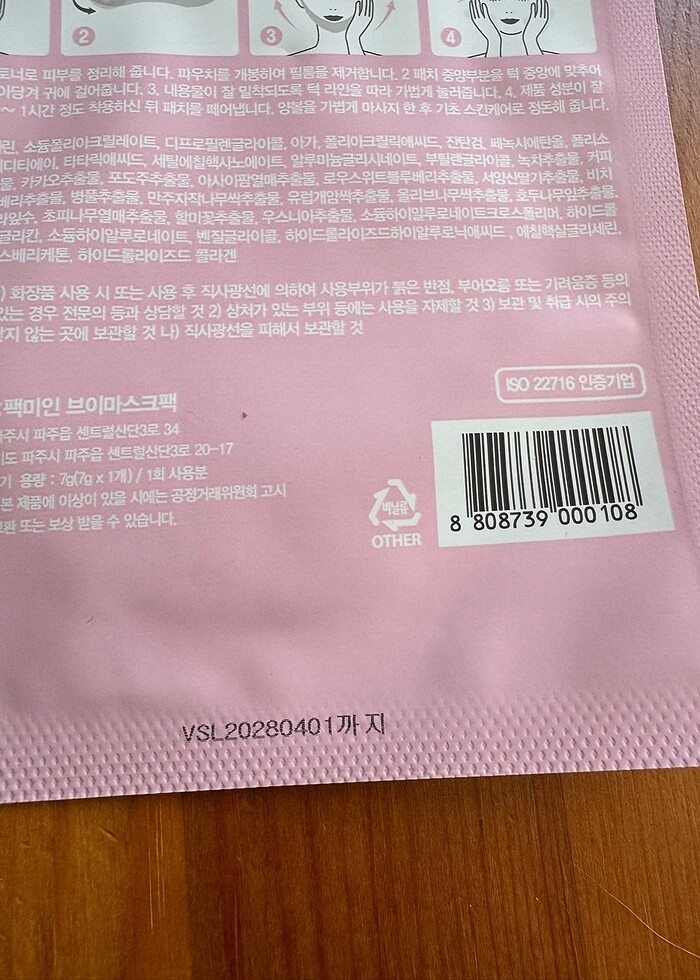 2
3
4
토너로 피부를 정리해 줍니다. 파우치를 개봉하여 필름을 제거합니다. 2 패치 중앙부분을 턱 중앙에 맞추어
아당겨 귀에 걸어줍니다. 3. 내용물이 잘 밀착되도록 턱 라인을 따라 가볍게 눌러줍니다. 4. 제품 성분이 잘
~ 1시간 정도 착용하신 뒤 패치를 떼어냅니다. 양볼을 가볍게 마사지 한 후 기초 스킨케어로 정돈해 줍니다.
린, 소듐폴리아크릴레이트, 디프로필렌글라이콜, 아가, 폴리아크릴릭애씨드, 잔탄검, 페녹시에탄올, 폴리소
디티에이, 타타릭애씨드, 세틸에칠헥사노에이트, 알루미늄글리시네이트, 부틸렌글라이콜, 녹차추출물, 커피
물, 카카오추출물, 포도주추출물, 아사이팜열매추출물, 로우스위트블루베리추출물, 서양산딸기추출물, 비치
베리추출물, 병풀추출물, 만주자작나무싹추출물, 유럽개암싹추출물, 올리브나무싹추출물, 호두나무잎추출물,
리잎수, 초피나무열매추출물, 할미꽃추출물, 우스니아추출물, 소듐하이알루로네이트크로스폴리머, 하이드롤
글리칸, 소듐하이알루로네이트, 벤질글라이콜, 하이드롤라이즈드하이알루로닉애씨드 , 에칠헥실글리세린,
스베리케톤, 하이드롤라이즈드 콜라겐
) 화장품 사용 시 또는 사용 후 직사광선에 의하여 사용부위가 붉은 반점, 부어오름 또는 가려움증 등의
있는 경우 전문의 등과 상담할 것 2) 상처가 있는 부위 등에는 사용을 자제할 것 3) 보관 및 취급 시의 주의
닿지 않는 곳에 보관할 것 나) 직사광선을 피해서 보관할 것
ISO 22716 인증기업
팩미인 브이마스크팩
파주시 파주읍 센트럴산단3로 34
기도 파주시 파주읍 센트럴산단3로 20-17
기 용량 : 7g(7g x 1개) / 1회 사용분
본 제품에 이상이 있을 시에는 공정거래위원회 고시
교환 또는 보상 받을 수 있습니다.
비닐류
OTHER
8 808739 000108
VSL20280401까지